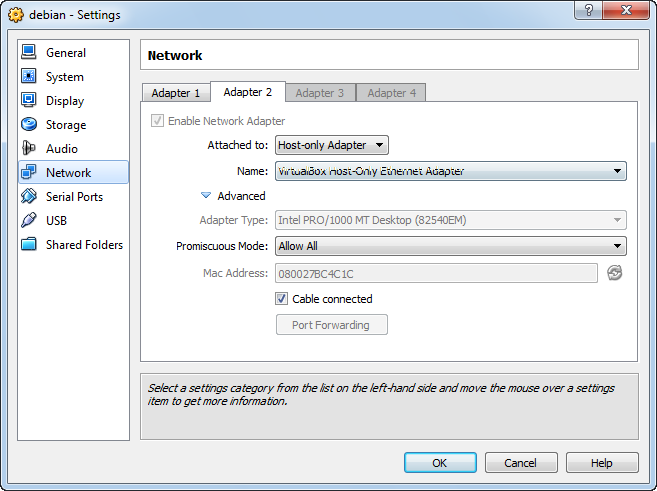 debian - Settings
?
General
System
Display
Storage
Audio
Network
Serial Ports
USB
Shared Folders
Network
Adapter 1 Adapter 2 Adapter 3 Adapter 4
Enable Network Adapter
Attached to: Host-only Adapter
Name: VirtualBox Host-Only Ethernet Adapter
Advanced
Adapter Type: Intel PRO/1000 MT Desktop (82540EM)
Promiscuous Mode: Allow All
Mac Address: 080027BC4C1C
Cable connected
Port Forwarding
Select a settings category from the list on the left-hand side and move the mouse over a settings
item to get more information.
OK Cancel Help